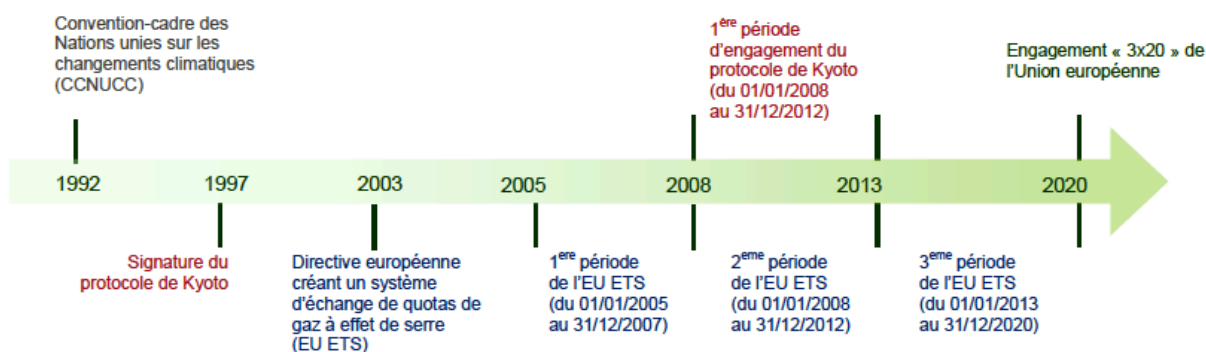 Convention-cadre des
Nations unies sur les
changements climatiques
(CCNUCC)
1ère période
d'engagement du
protocole de Kyoto
(du 01/01/2008
au 31/12/2012)
Engagement « 3x20 » de
l'Union européenne
1992
1997
2003
2005
2008
2013
2020
Signature du
protocole de Kyoto
Directive européenne
créant un système
d'échange de quotas de
gaz à effet de serre
(EU ETS)
1ere période
de l'EU ETS
(du 01/01/2005
au 31/12/2007)
2eme période
de l'EU ETS
(du 01/01/2008
au 31/12/2012)
3eme période
de l'EU ETS
(du 01/01/2013
au 31/12/2020)